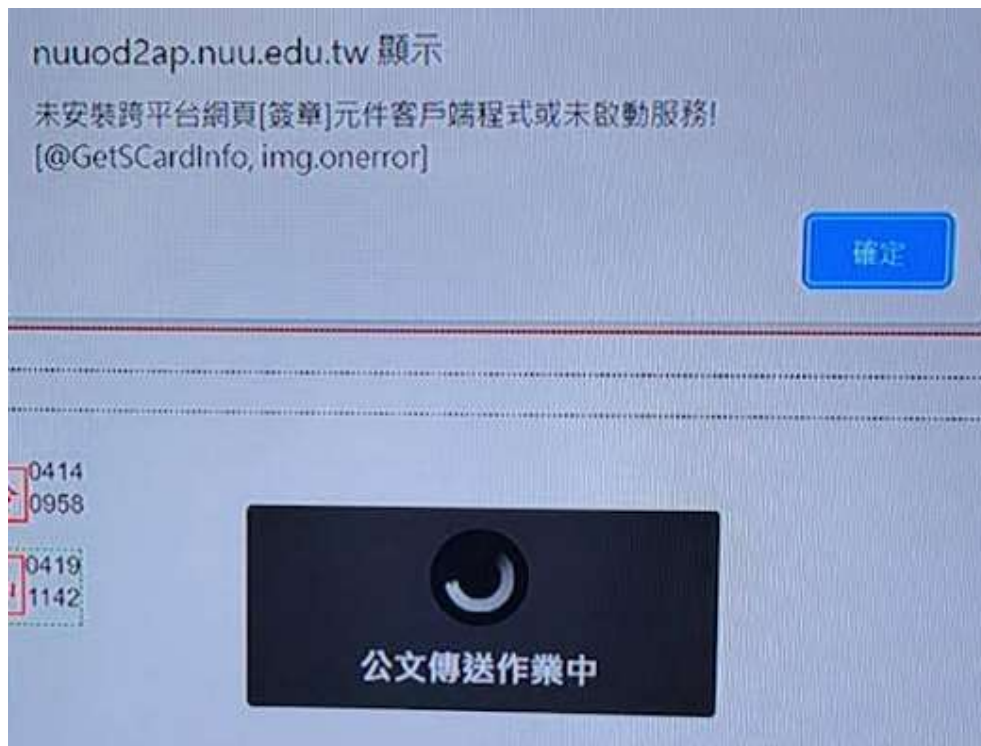 nuuod2ap.nuu.edu.tw 顯示
未安裝跨平台網頁[簽章]元件客戶端程式或未啟動服務!
[@GetSCardInfo, img.onerror]
確定
0414
0958
0419
1142
公文傳送作業中